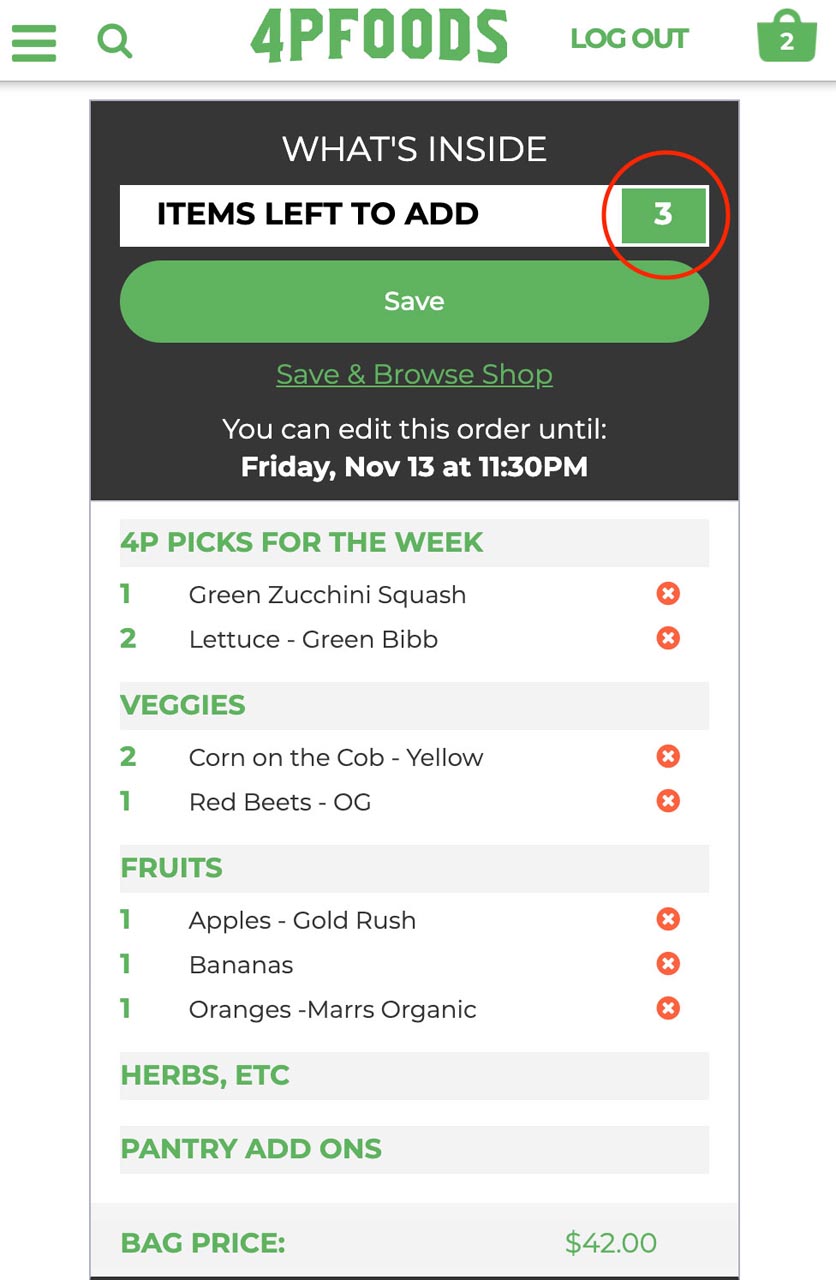 4PFOODS LOG OUT 2
WHAT'S INSIDE
ITEMS LEFT TO ADD 3
Save
Save & Browse Shop
You can edit this order until:
Friday, Nov 13 at 11:30PM
4P PICKS FOR THE WEEK
1 Green Zucchini Squash
2 Lettuce - Green Bibb
VEGGIES
2 Corn on the Cob - Yellow
1 Red Beets - OG
FRUITS
1 Apples - Gold Rush
1 Bananas
1 Oranges -Marrs Organic
HERBS, ETC
PANTRY ADD ONS
BAG PRICE: $42.00